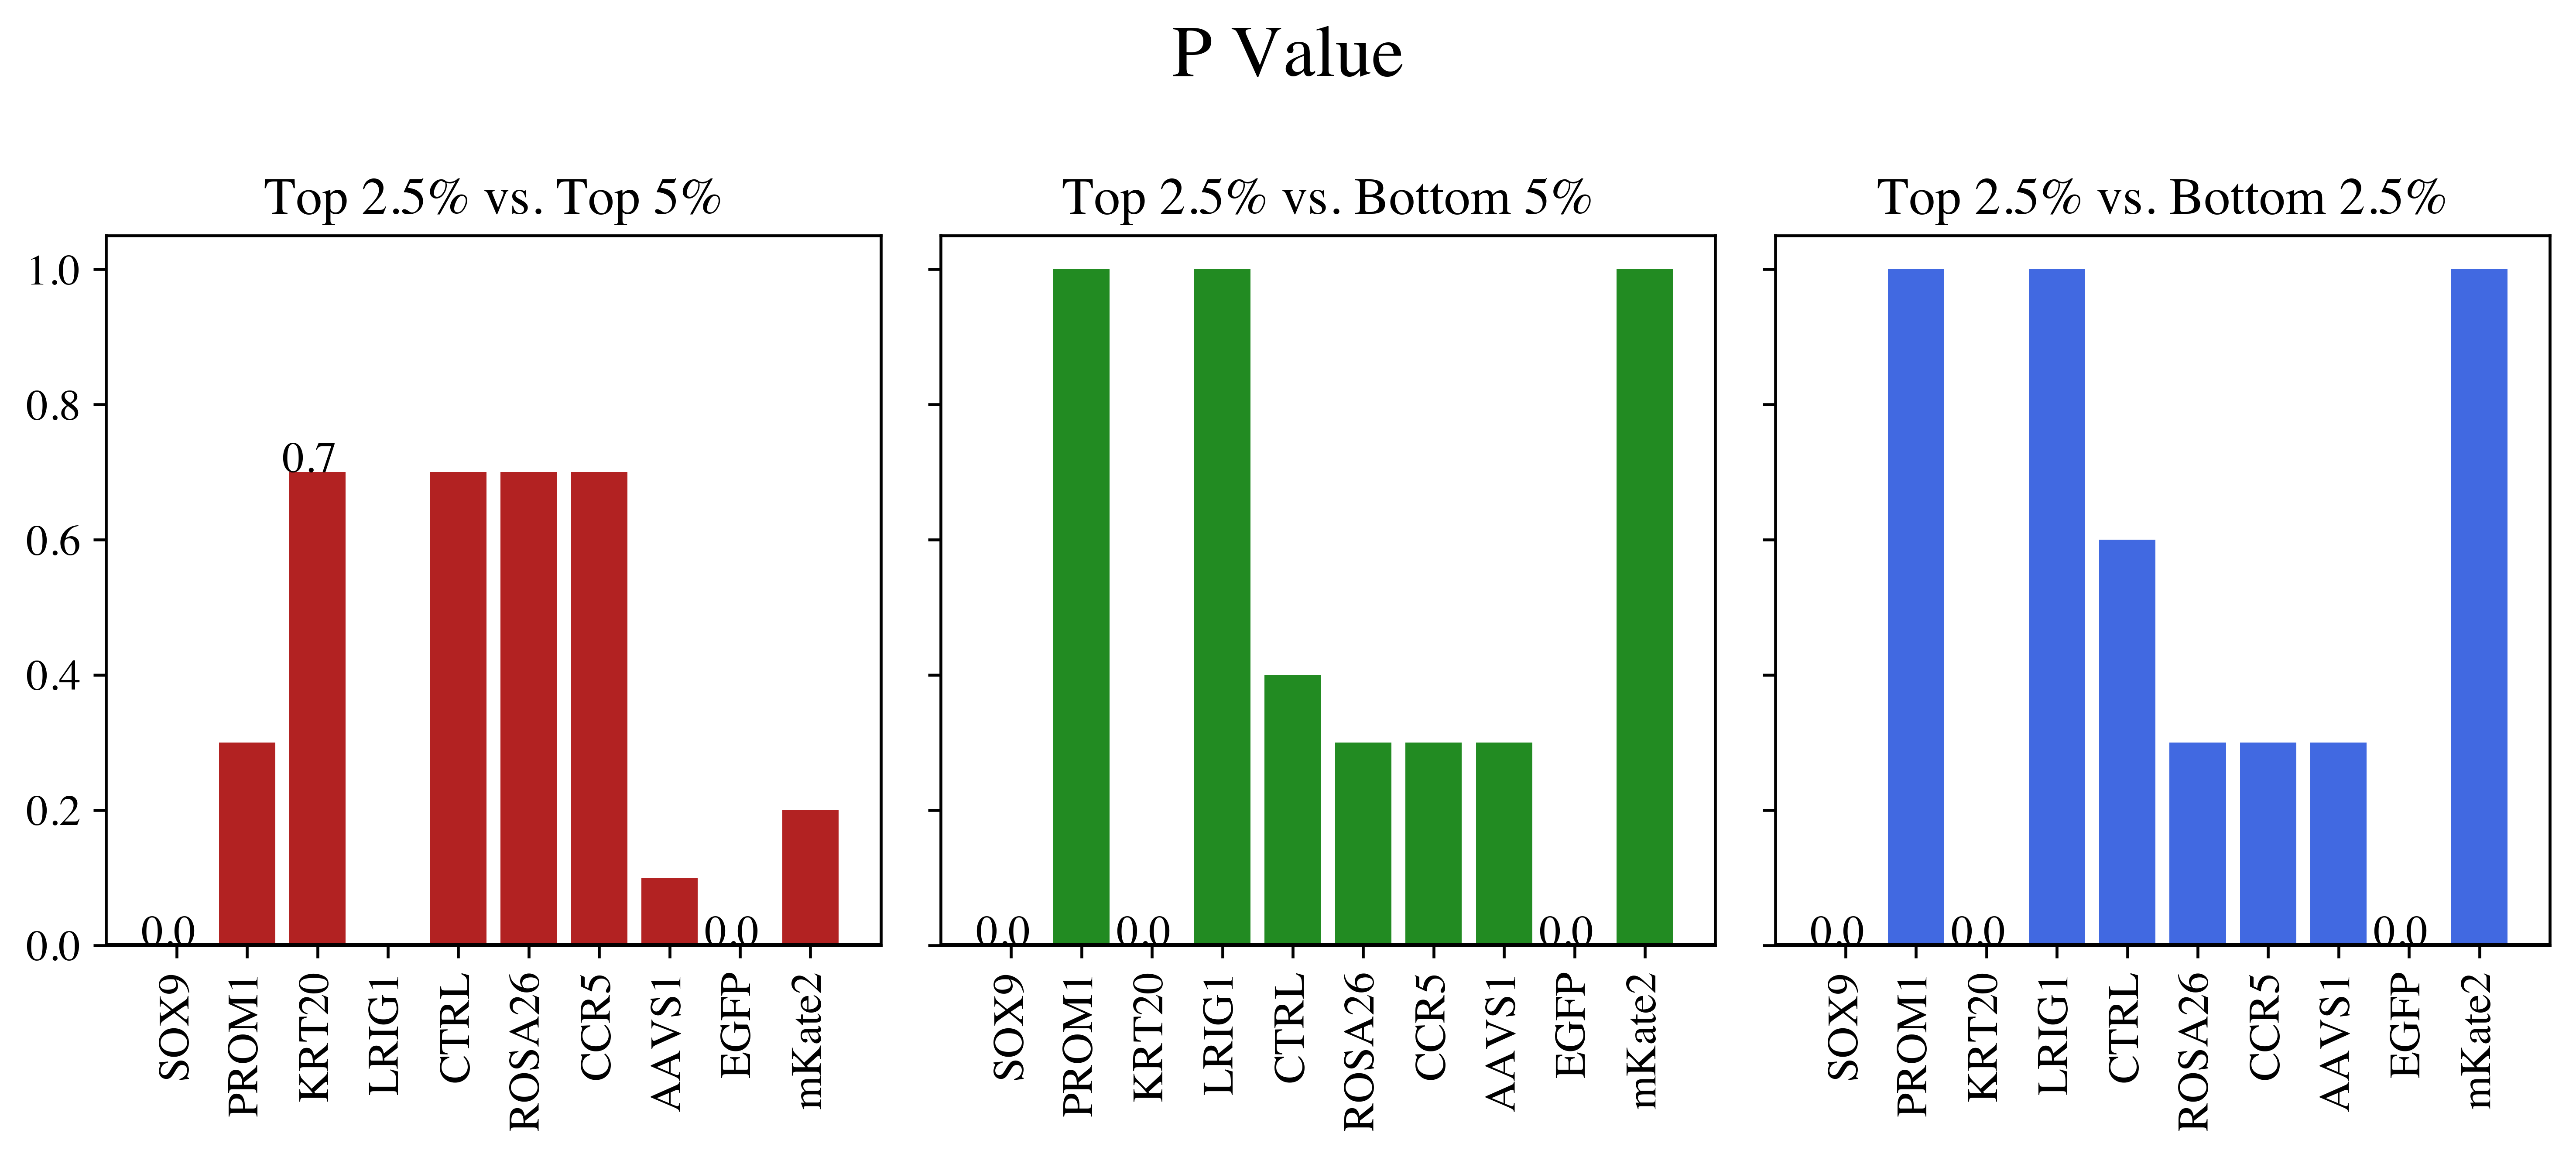 P Value
Top 2.5% vs. Top 5%
1.0
0.8
0.6
0.4
0.2
0.0
0.7
0.0
0.0
SOX9
PROM1
KRT20
LRIG1
CTRL
ROSA26
CCR5
AAVS1
EGFP
mKate2
Top 2.5% vs. Bottom 5%
0.0
0.0
0.0
SOX9
PROM1
KRT20
LRIG1
CTRL
ROSA26
CCR5
AAVS1
EGFP
mKate2
Top 2.5% vs. Bottom 2.5%
0.0
0.0
0.0
SOX9
PROM1
KRT20
LRIG1
CTRL
ROSA26
CCR5
AAVS1
EGFP
mKate2